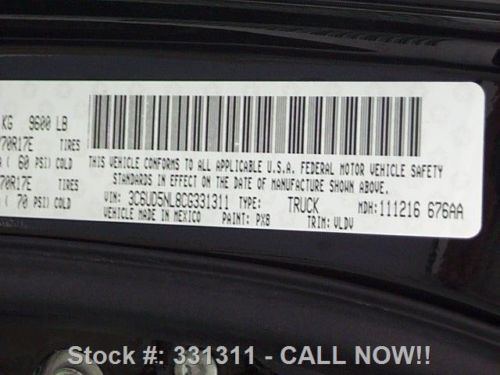 KG 9600 LB
70R17E TIRES
( 60 PSI) COLD
70R17E TIRES
( 70 PSI) COLD
THIS VEHICLE CONFORMS TO ALL APPLICABLE U.S.A. FEDERAL MOTOR VEHICLE SAFETY
STANDARDS IN EFFECT ON THE DATE OF MANUFACTURE SHOWN ABOVE
VIN: 3C6UD5NL8CG331311 TYPE: TRUCK MDH: 111216 676AA
VEHICLE MADE IN MEXICO PAINT: PX8 TRIM: VLDV
Stock #: 331311 - CALL NOW!!